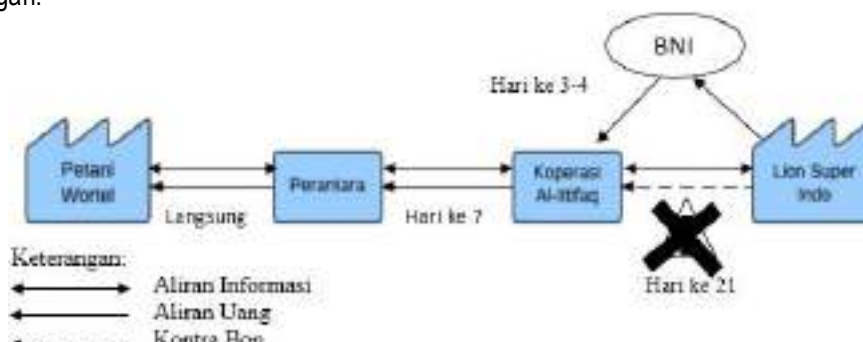 gan.
BNI
Hari ke 3-4
Petani
Wortel
Perantara
Koperasi
Al-Ittifaq
Lion Super
Indo
Langsung
Hari ke 7
Hari ke 21
Keterangan:
Aliran Informasi
Aliran Uang
Kontra Bon